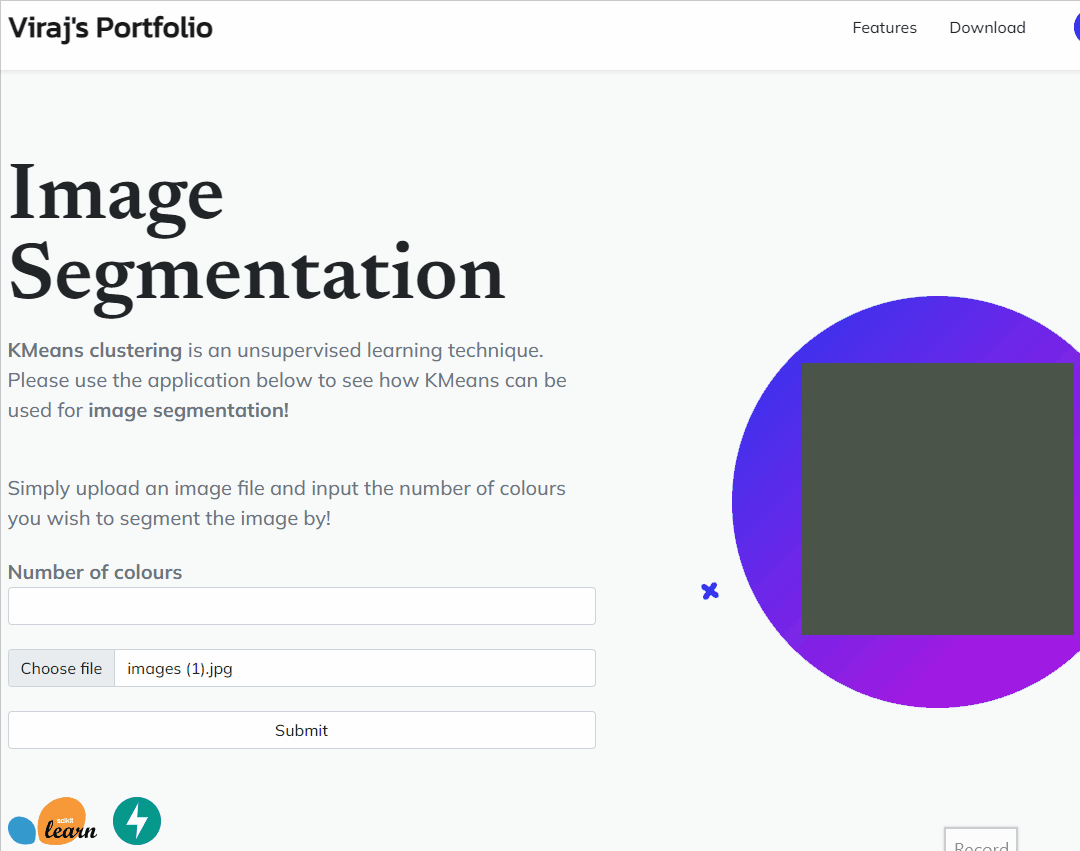 Viraj's Portfolio
Features
Download
Image
Segmentation
KMeans clustering is an unsupervised learning technique.
Please use the application below to see how KMeans can be
used for image segmentation!
Simply upload an image file and input the number of colours
you wish to segment the image by!
Number of colours
Choose file
images (1).jpg
Submit
scikit
learn
Record